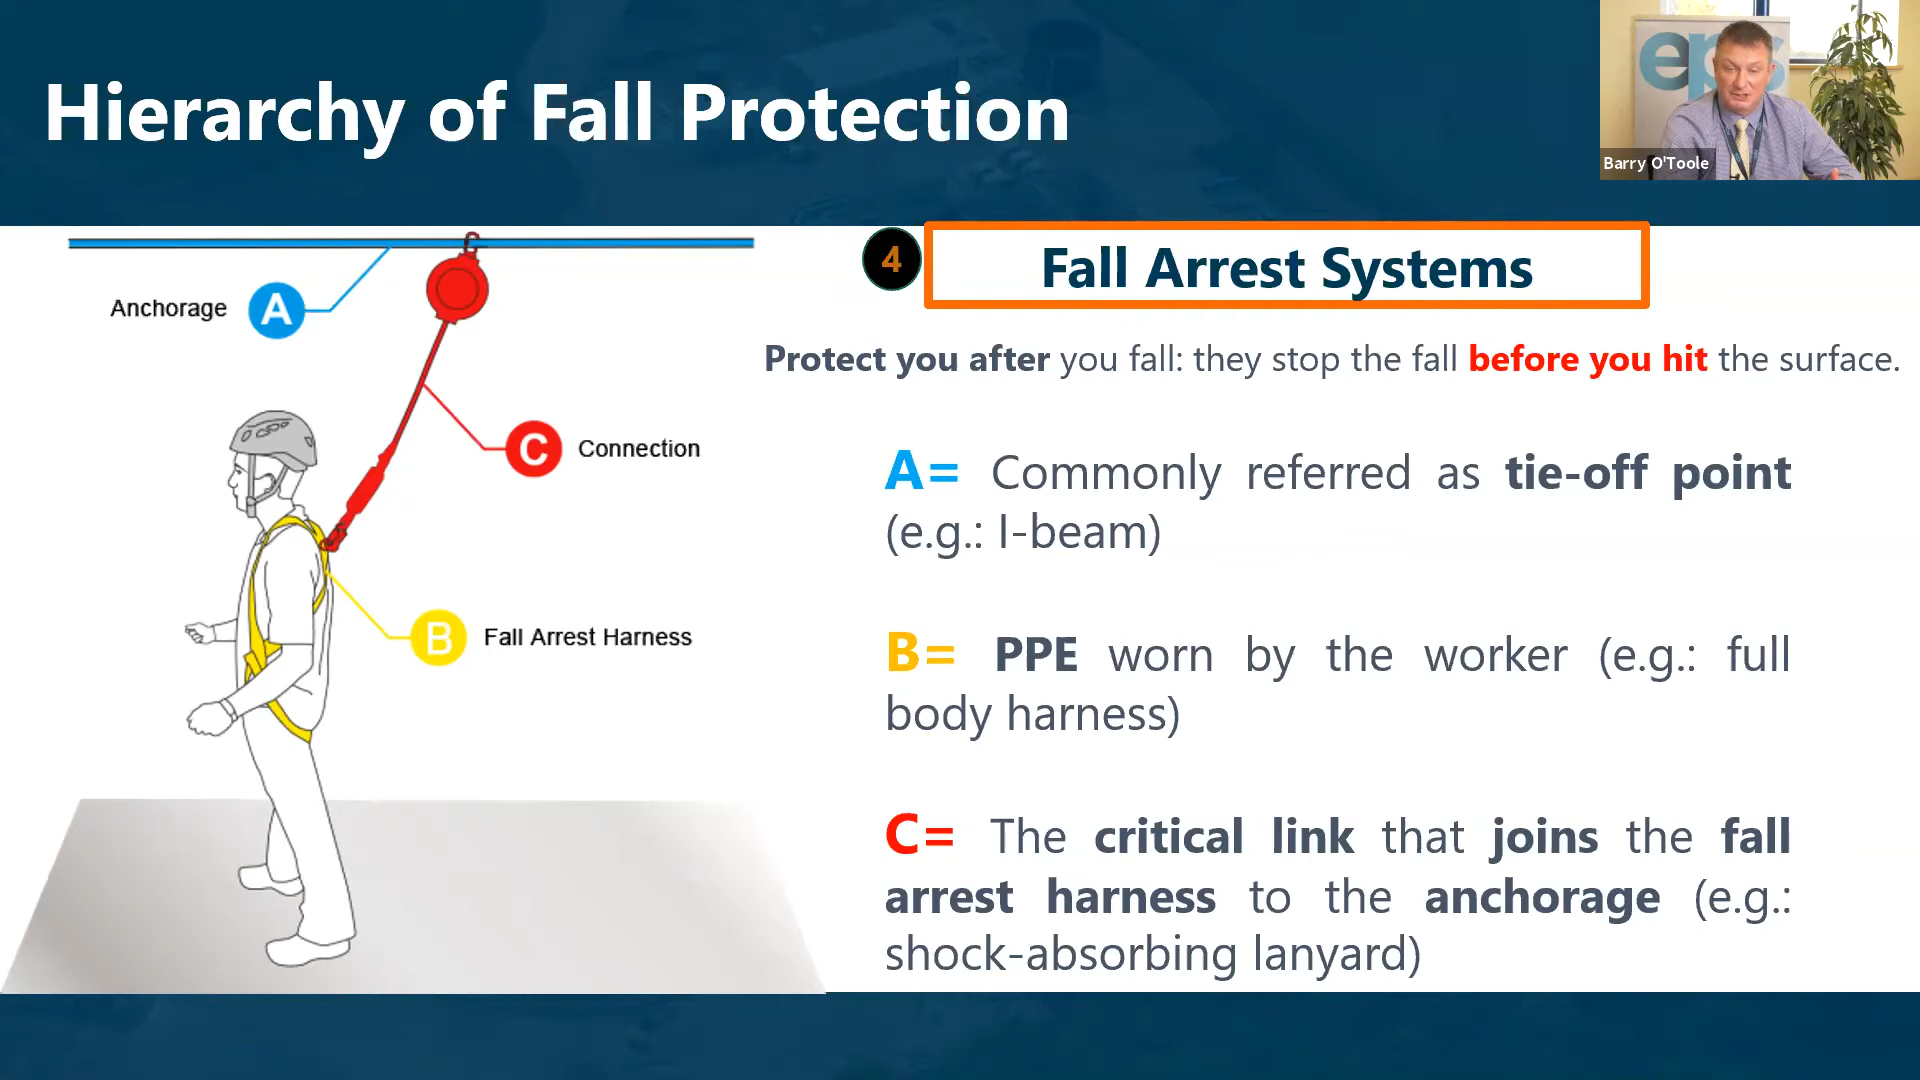 Hierarchy of Fall Protection
eps
Barry O'Toole
4
Fall Arrest Systems
Protect you after you fall: they stop the fall before you hit the surface.
Anchorage A
C Connection
B Fall Arrest Harness
A= Commonly referred as tie-off point
(e.g.: I-beam)
B= PPE worn by the worker (e.g.: full
body harness)
C= The critical link that joins the fall
arrest harness to the anchorage (e.g.:
shock-absorbing lanyard)